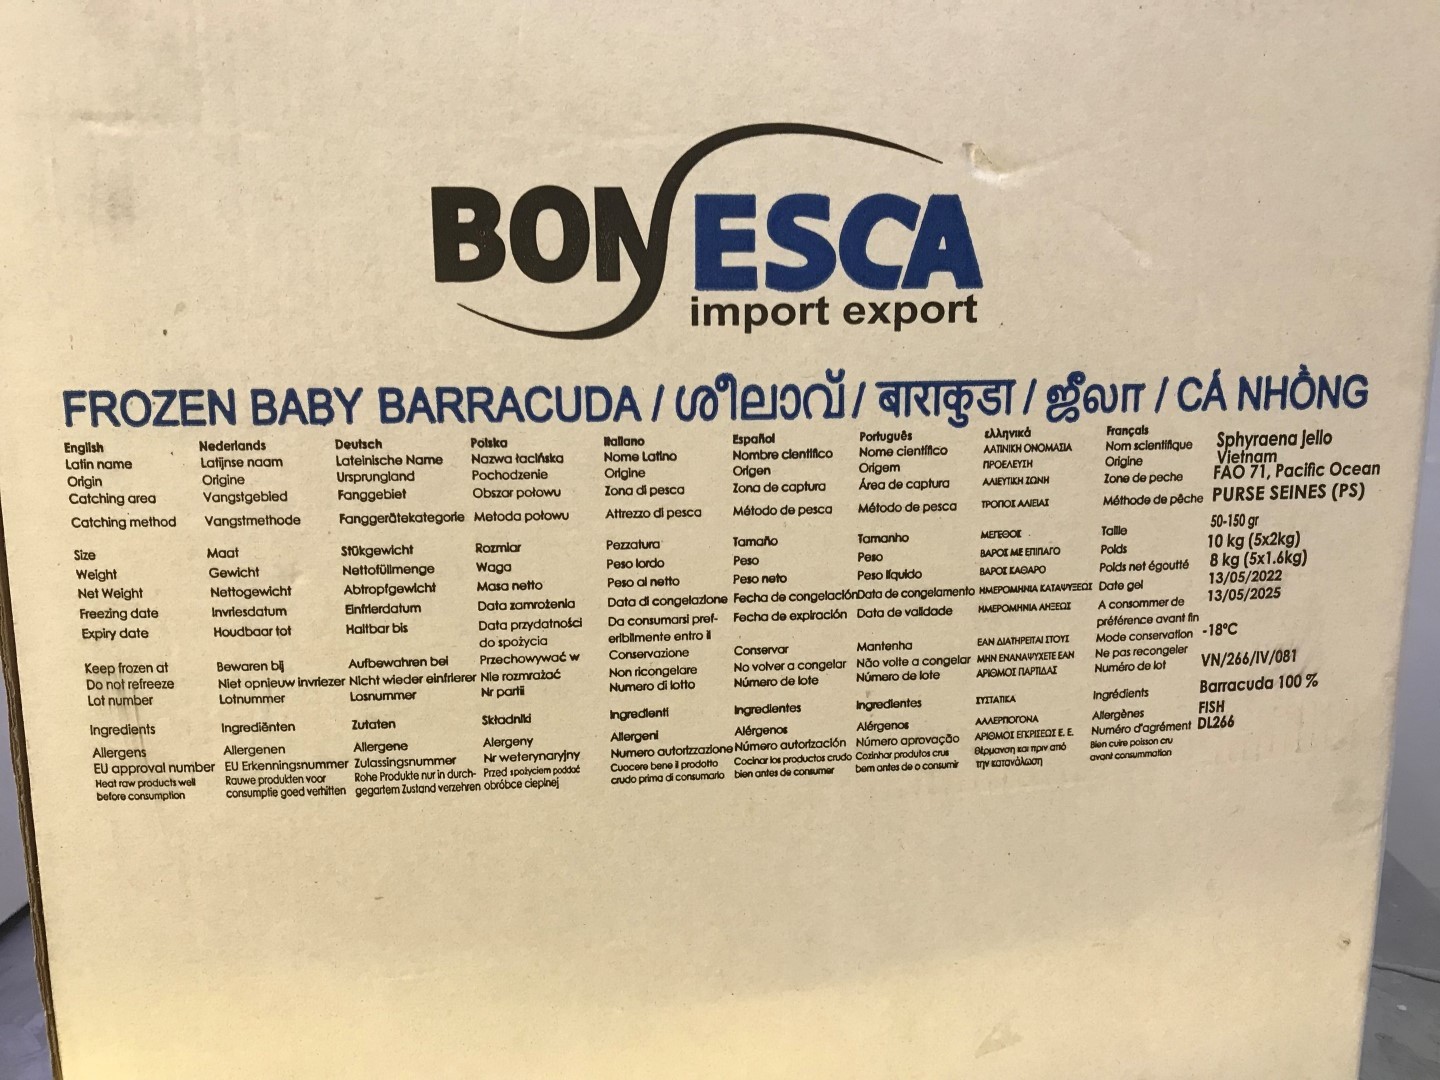 BONESCA
import export
FROZEN BABY BARRACUDA / ശീലാവ് / बाराकुडा / ஜீலா / CÁ NHỒNG
English Nederlands Deutsch Polska Italiano Español Português ελληνικά Français
Latin name Latijnse naam Lateinische Name Nazwa łacińska Nome Latino Nombre científico Nome científico ΛΑΤΙΝΙΚΗ ΟΝΟΜΑΣΙΑ Nom scientifique Sphyraena Jello
Origin Origine Ursprungland Pochodzenie Origine Origen Origem ΠΡΟΕΛΕΥΣΗ Origine Vietnam
Catching area Vangstgebied Fanggebiet Obszar połowu Zona di pesca Zona de captura Área de captura ΑΛΙΕΥΤΙΚΗ ΖΩΝΗ Zone de peche FAO 71, Pacific Ocean
Catching method Vangstmethode Fanggerätekategorie Metoda połowu Attrezzo di pesca Método de pesca Método de pesca ΤΡΟΠΟΣ ΑΛΙΕΙΑΣ Méthode de pêche PURSE SEINES (PS)
Size Maat Stükgewicht Rozmiar Pezzatura Tamaño Tamanho ΜΕΓΕΘΟΣ Taille 50-150 gr
Weight Gewicht Nettofüllmenge Waga Peso lordo Peso Peso ΒΑΡΟΣ ΜΕ ΕΠΙΠΑΓΟ Poids 10 kg (5x2kg)
Net Weight Nettogewicht Abtropfgewicht Masa netto Peso al netto Peso neto Peso líquido ΒΑΡΟΣ ΚΑΘΑΡΟ Poids net égoutté 8 kg (5x1.6kg)
Freezing date Invriesdatum Einfrierdatum Data zamrożenia Data di congelazione Fecha de congelación Data de congelamento ΗΜΕΡΟΜΗΝΙΑ ΚΑΤΑΨΥΞΕΩΣ Date gel 13/05/2022
Expiry date Houdbaar tot Haltbar bis Data przydatności do spożycia Da consumarsi pref-eribilmente entro il Fecha de expiración Data de validade ΗΜΕΡΟΜΗΝΙΑ ΛΗΞΕΩΣ A consommer de préférence avant fin 13/05/2025
Keep frozen at Bewaren bij Aufbewahren bei Przechowywać w Conservazione Conservar Mantenha ΕΑΝ ΔΙΑΤΗΡΕΙΤΑΙ ΣΤΟΥΣ Mode conservation -18°C
Do not refreeze Niet opnieuw invriezer Nicht wieder einfrierer Nie rozmrażać Non ricongelare No volver a congelar Não volte a congelar ΜΗΝ ΕΝΑΝΑΨΥΧΕΤΕ ΕΑΝ Ne pas recongeler
Lot number Lotnummer Losnummer Nr partii Numero di lotto Número de lote Número de lote ΑΡΙΘΜΟΣ ΠΑΡΤΙΔΑΣ Numéro de lot VN/266/IV/081
Ingredients Ingrediënten Zutaten Składniki Ingredienti Ingredientes Ingredientes ΣΥΣΤΑΤΙΚΑ Ingrédients Barracuda 100 %
Allergens Allergenen Allergene Alergeny Allergeni Alérgenos Alérgenos ΑΛΛΕΡΓΙΟΓΟΝΑ Allergènes FISH
EU approval number EU Erkenningsnummer Zulassingsnummer Nr weterynaryjny Numero autorizzazione Número autorización Número aprovação ΑΡΙΘΜΟΣ ΕΓΚΡΙΣΕΩΣ Ε. Ε. Numéro d'agrément DL266
Heat raw products well Rauwe produkten voor Rohe Produkte nur in durch- Przed spożyciem poddać Cuocere bene il prodotto Cocinar los productos crudo Cozinhar produtos crus Θέρμανση και πριν από Bien cuire poisson cru
before consumption consumptie goed verhitten gegartem Zustand verzehren obróbce cieplnej crudo prima di consumarlo bien antes de consumer bem antes de o consumir την κατανάλωση avant consummation